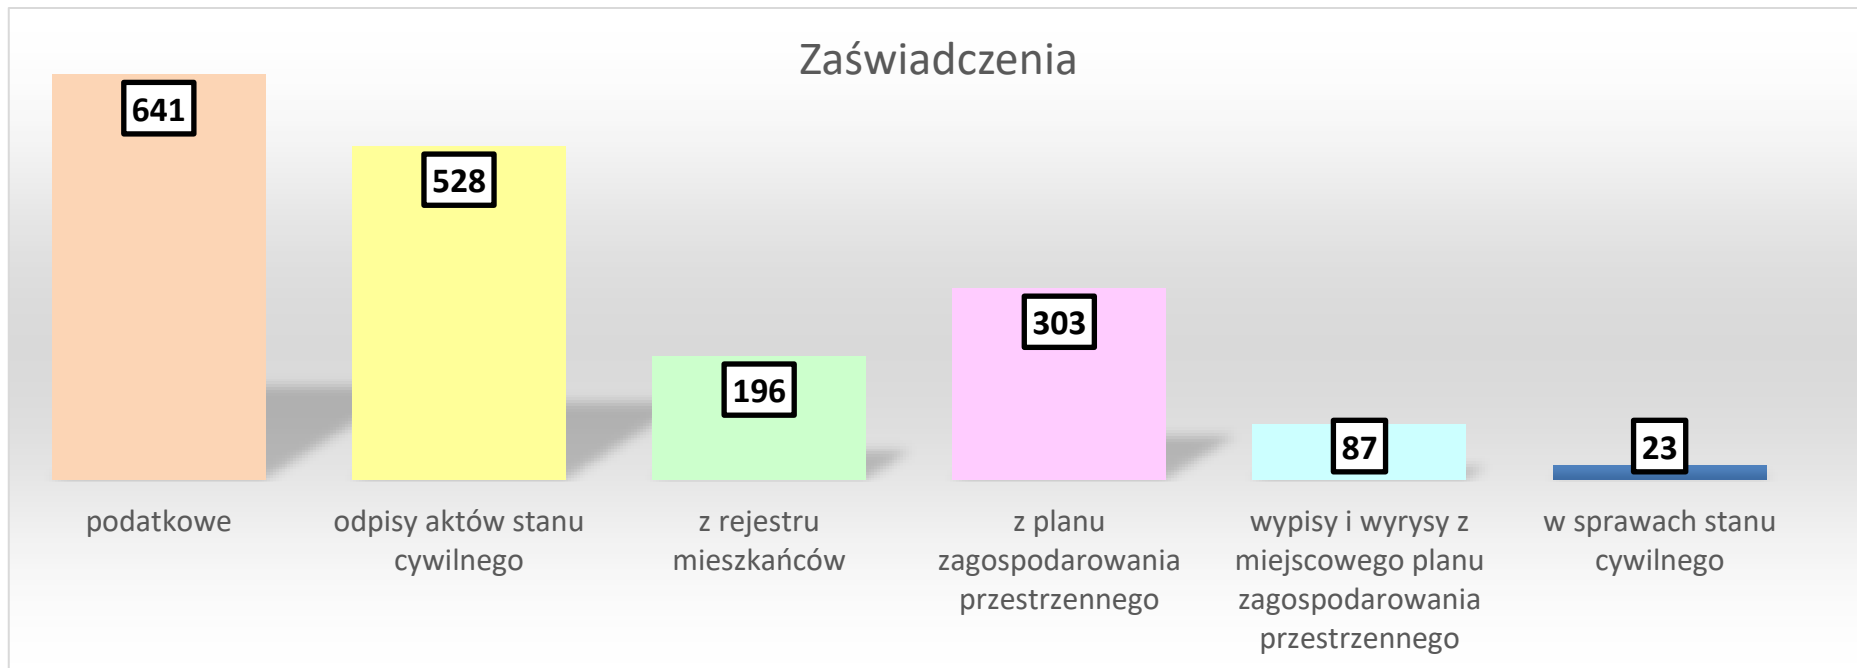 Zaświadczenia
641
528
196
303
87
23
podatkowe
odpisy aktów stanu
cywilnego
z rejestru
mieszkańców
z planu
zagospodarowania
przestrzennego
wypisy i wyrysy z
miejscowego planu
zagospodarowania
przestrzennego
w sprawach stanu
cywilnego